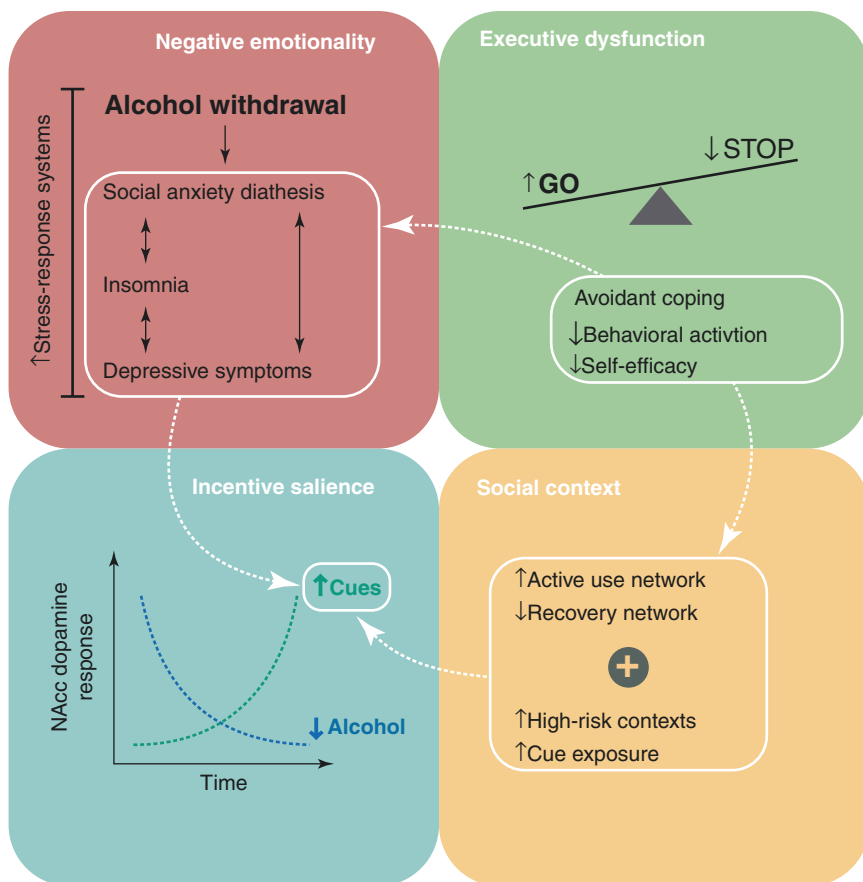 Negative emotionality
↑Stress-response systems
Alcohol withdrawal
Social anxiety diathesis
Insomnia
Depressive symptoms
Executive dysfunction
↑GO
↓STOP
Avoidant coping
↓Behavioral activtion
↓Self-efficacy
Incentive salience
NAcc dopamine
response
↑Cues
↓Alcohol
Time
Social context
↑Active use network
↓Recovery network
+
↑High-risk contexts
↑Cue exposure